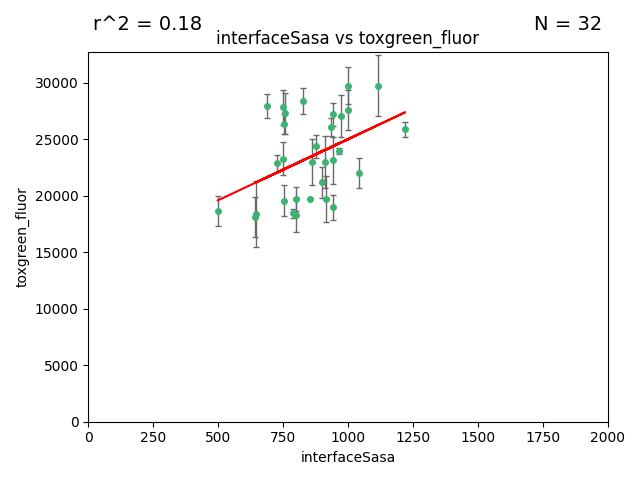 r^2 = 0.18
N = 32
interfaceSasa vs toxgreen_fluor
30000
25000
20000
15000
10000
5000
0
toxgreen_fluor
0 250 500 750 1000 1250 1500 1750 2000
interfaceSasa